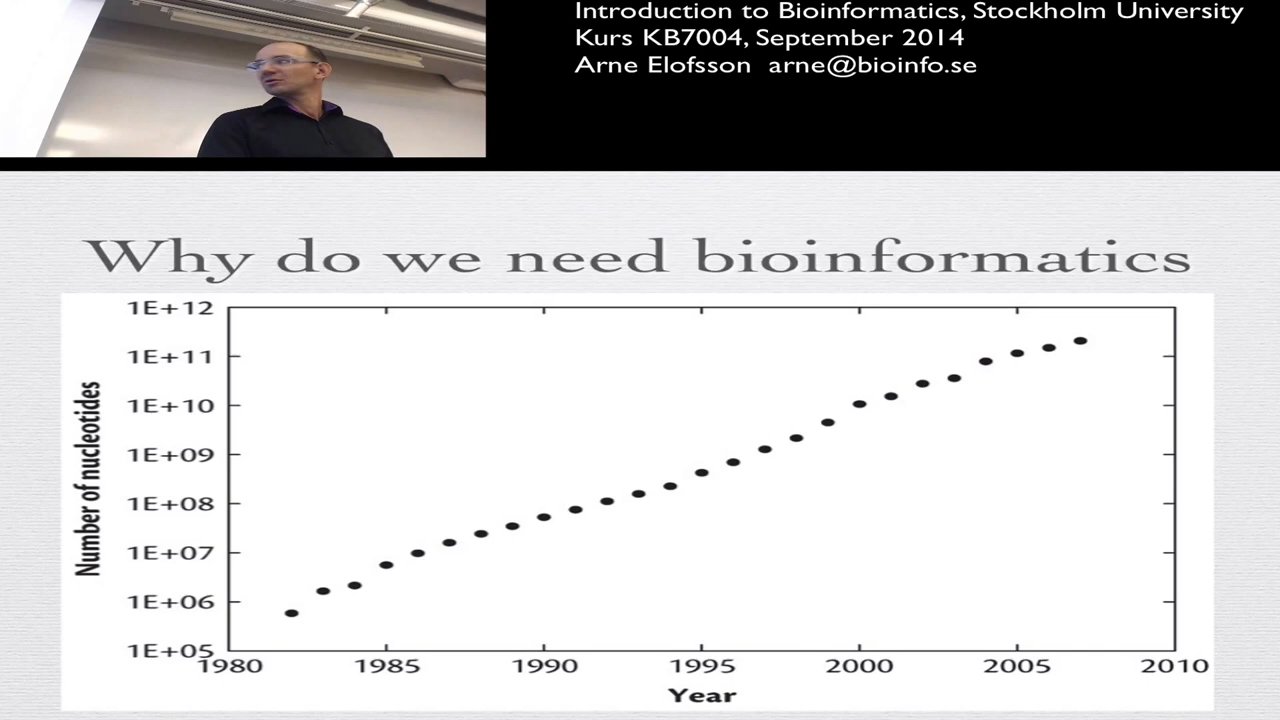 Introduction to Bioinformatics, Stockholm University
Kurs KB7004, September 2014
Arne Elofsson arne@bioinfo.se
Why do we need bioinformatics
1E+12
1E+11
1E+10
1E+09
1E+08
1E+07
1E+06
1E+05
Number of nucleotides
1980 1985 1990 1995 2000 2005 2010
Year